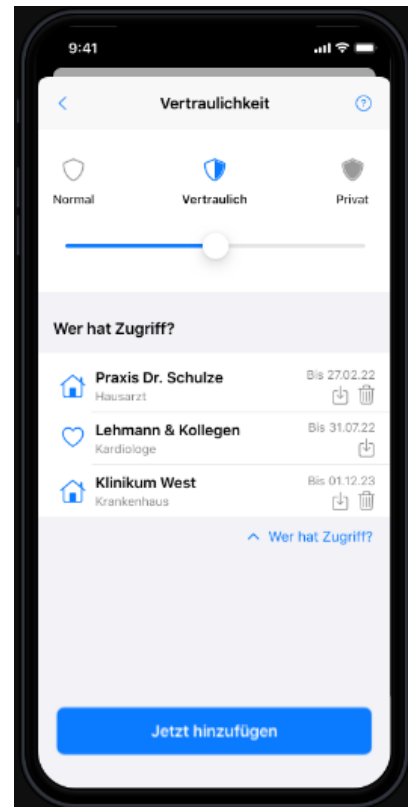 9:41
Vertraulichkeit
Normal Vertraulich Privat
Wer hat Zugriff?
Praxis Dr. Schulze Bis 27.02.22
Hausarzt
Lehmann & Kollegen Bis 31.07.22
Kardiologe
Klinikum West Bis 01.12.23
Krankenhaus
Wer hat Zugriff?
Jetzt hinzufügen